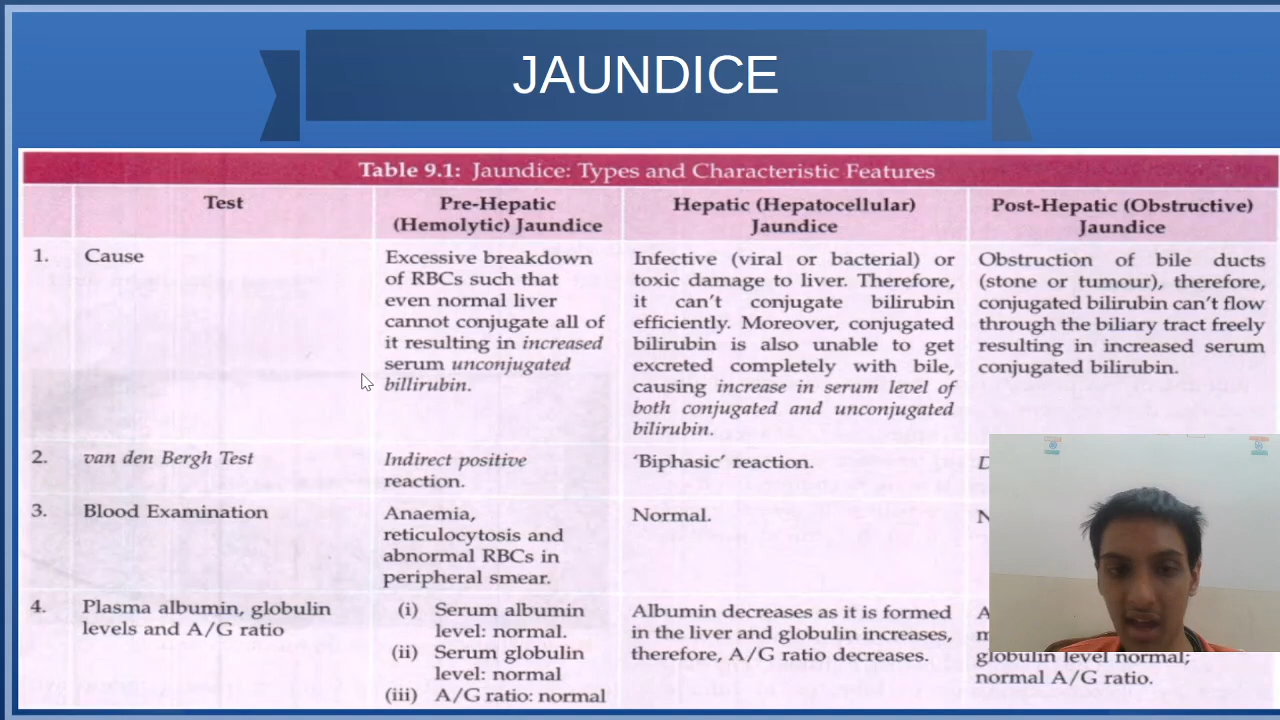 JAUNDICE
Table 9.1: Jaundice: Types and Characteristic Features
Test
Pre-Hepatic
(Hemolytic) Jaundice
Hepatic (Hepatocellular)
Jaundice
Post-Hepatic (Obstructive)
Jaundice
1.
Cause
Excessive breakdown
of RBCs such that
even normal liver
cannot conjugate all of
it resulting in increased
serum unconjugated
billirubin.
Infective (viral or bacterial) or
toxic damage to liver. Therefore,
it can't conjugate bilirubin
efficiently. Moreover, conjugated
bilirubin is also unable to get
excreted completely with bile,
causing increase in serum level of
both conjugated and unconjugated
bilirubin.
Obstruction of bile ducts
(stone or tumour), therefore,
conjugated bilirubin can't flow
through the biliary tract freely
resulting in increased serum
conjugated bilirubin.
2.
van den Bergh Test
Indirect positive
reaction.
'Biphasic' reaction.
3.
Blood Examination
Anaemia,
reticulocytosis and
abnormal RBCs in
peripheral smear.
Normal.
4.
Plasma albumin, globulin
levels and A/G ratio
(i) Serum albumin
level: normal.
(ii) Serum globulin
level: normal
(iii) A/G ratio: normal
Albumin decreases as it is formed
in the liver and globulin increases,
therefore, A/G ratio decreases.
globulin level normal;
normal A/G ratio.